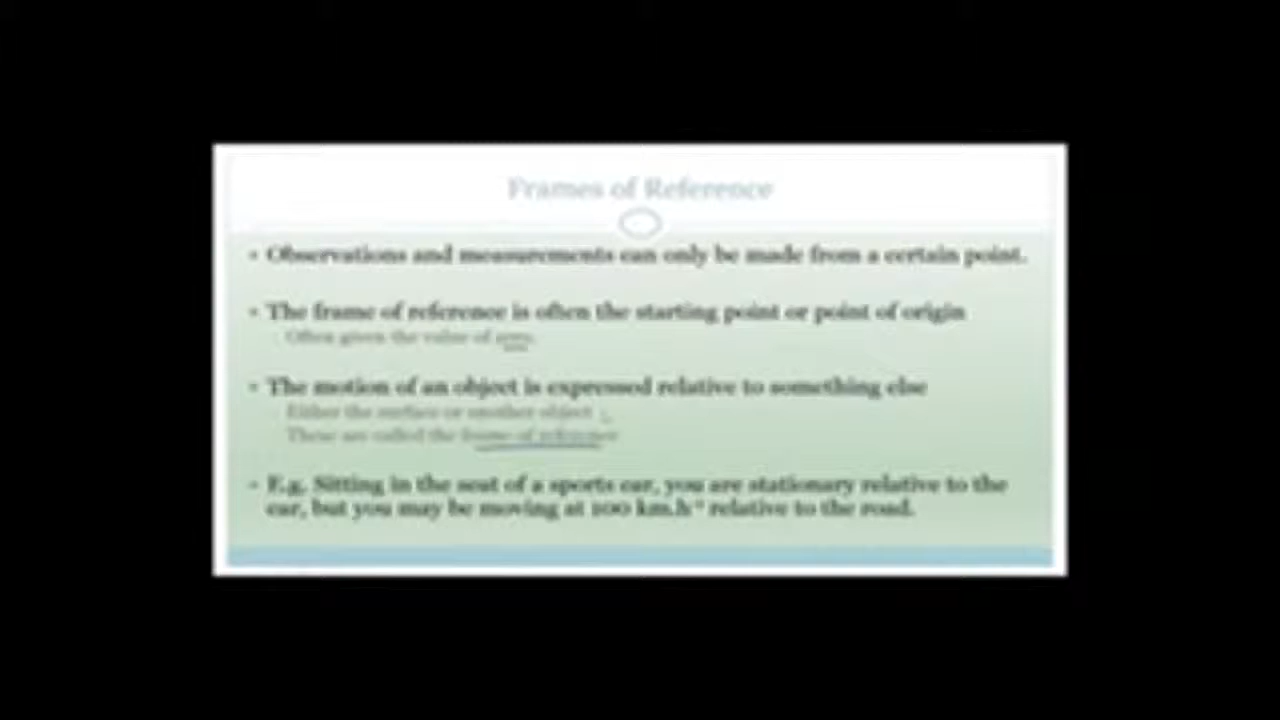 Frames of Reference
• Observations and measurements can only be made from a certain point.
• The frame of reference is often the starting point or point of origin
Often given the value of zero.
• The motion of an object is expressed relative to something else
Either the surface or another object
These are called the frame of reference
• E.g. Sitting in the seat of a sports car, you are stationary relative to the
car, but you may be moving at 100 km.h⁻¹ relative to the road.